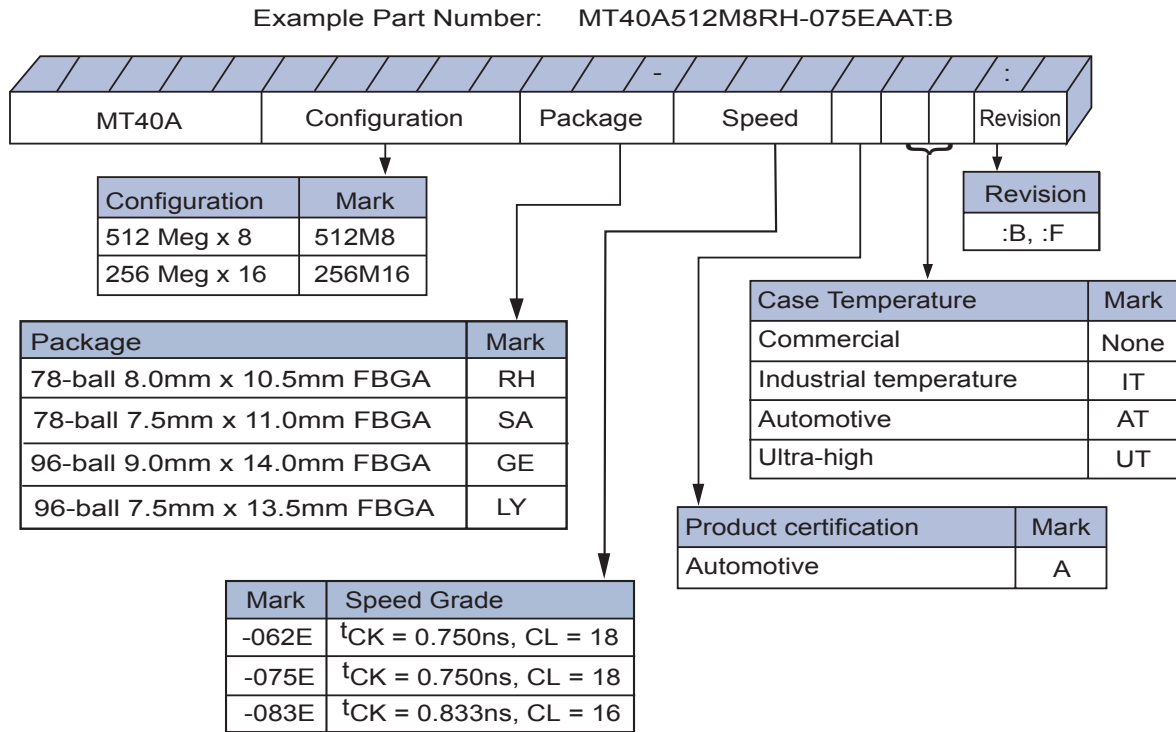 Example Part Number: MT40A512M8RH-075EAAT:B
- :
MT40A Configuration Package Speed Revision
Configuration Mark
512 Meg x 8 512M8
256 Meg x 16 256M16
Revision
:B, :F
Case Temperature Mark
Commercial None
Industrial temperature IT
Automotive AT
Ultra-high UT
Package Mark
78-ball 8.0mm x 10.5mm FBGA RH
78-ball 7.5mm x 11.0mm FBGA SA
96-ball 9.0mm x 14.0mm FBGA GE
96-ball 7.5mm x 13.5mm FBGA LY
Product certification Mark
Automotive A
Mark Speed Grade
-062E tCK = 0.750ns, CL = 18
-075E tCK = 0.750ns, CL = 18
-083E tCK = 0.833ns, CL = 16